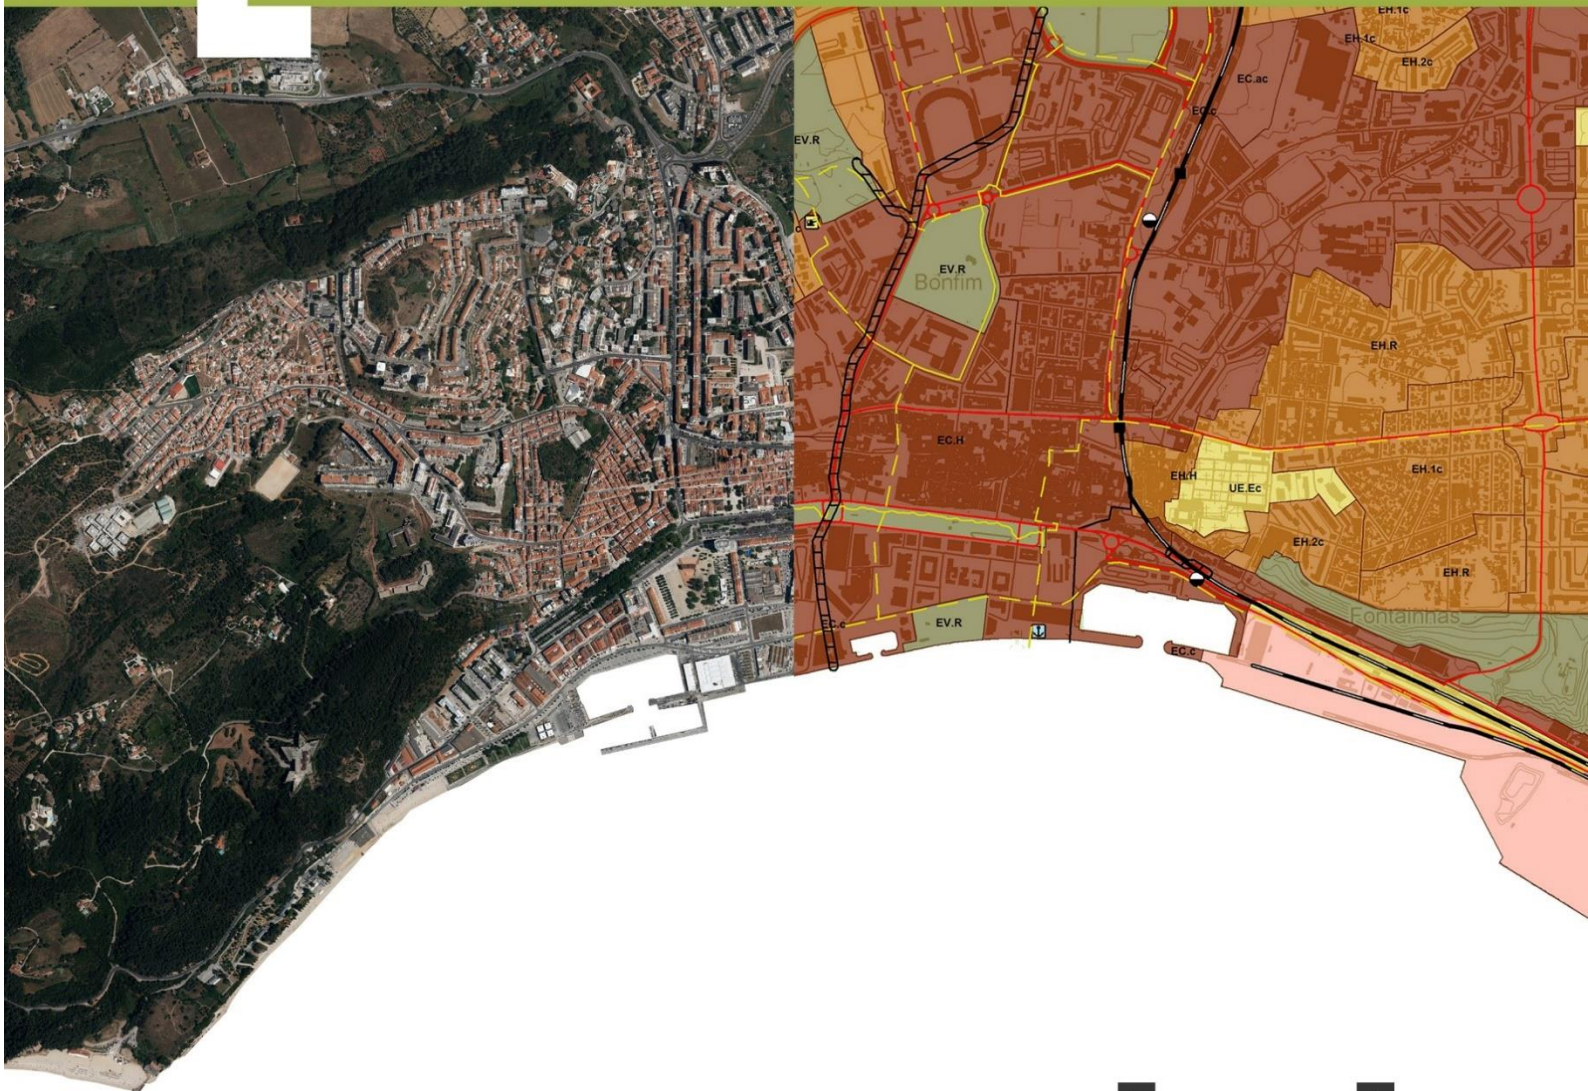 EH.1c
EH.1c
EH.2c
EC.ac
EC.c
EV.R
EV.R
Bonfim
EH.R
EC.H
EH.1c
EH.H
UE.Ec
EH.2c
EH.R
Fontainhas
EC.c
EV.R
EC.c